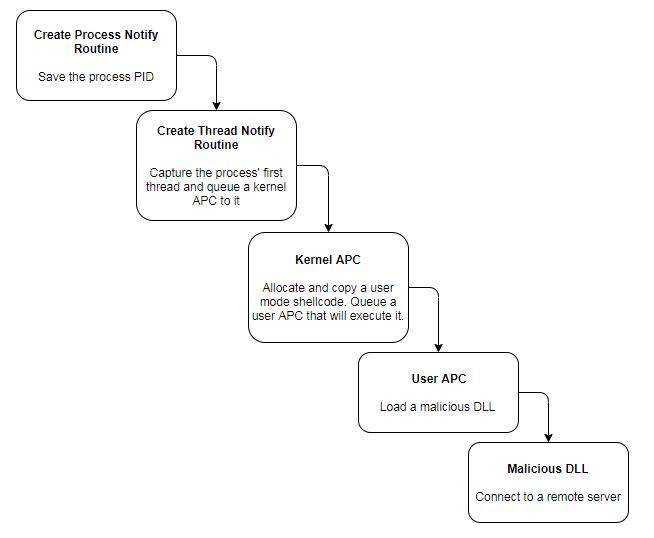 Create Process Notify
Routine
Save the process PID
Create Thread Notify
Routine
Capture the process' first
thread and queue a kernel
APC to it
Kernel APC
Allocate and copy a user
mode shellcode. Queue a
user APC that will execute it.
User APC
Load a malicious DLL
Malicious DLL
Connect to a remote server